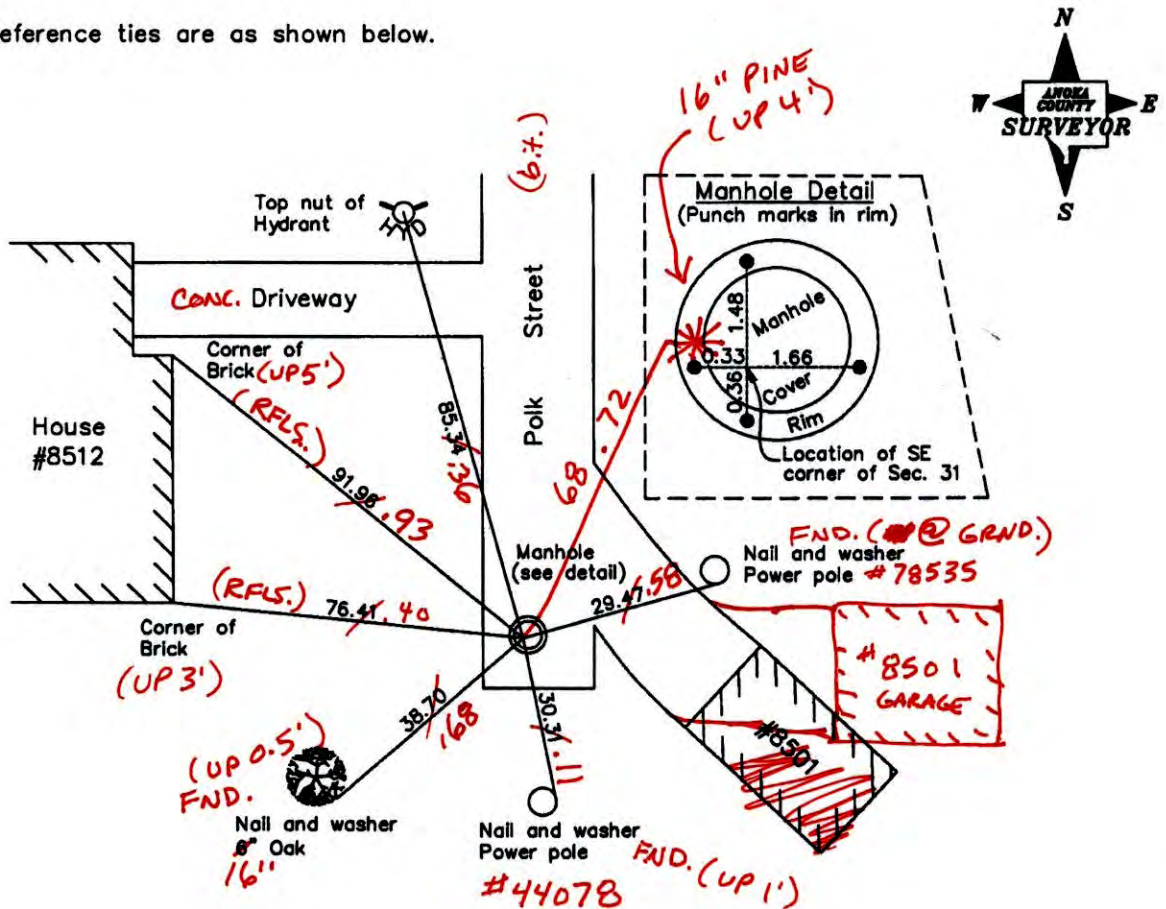 eference ties are as shown below.
N
W
E
S
ANOKA
COUNTY
SURVEYOR
16" PINE
(UP 4')
(bit.)
Top nut of
Hydrant
HYD
Manhole Detail
(Punch marks in rim)
1.48
Manhole
0.33
1.66
0.36
Cover
Rim
Location of SE
corner of Sec. 31
CONC. Driveway
Polk Street
Corner of
Brick (UP 5')
(RFLS.)
House
#8512
85.34 .36
91.98 .93
68.72
FND. (@ GRND.)
Nail and washer
Power pole #78535
Manhole
(see detail)
29.47 .58
(RFLS.)
76.41 .40
Corner of
Brick
(UP 3')
#8501
GARAGE
#8501
38.70 .68
30.31 .11
(UP 0.5')
FND.
Nail and washer
6" Oak
16"
Nail and washer
Power pole
#44078
FND. (UP 1')